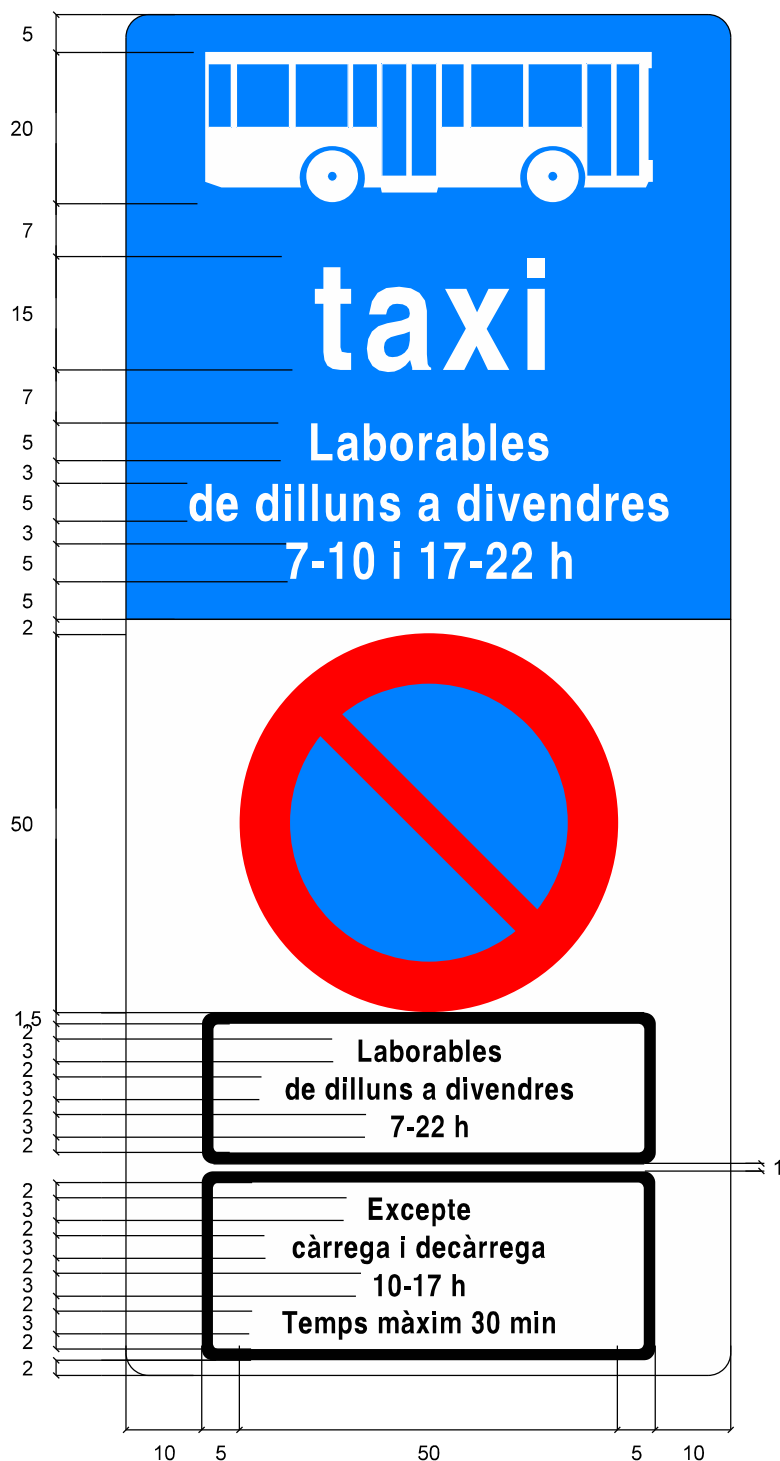 5
20
7
15
7
5
3
5
3
5
5
2
50
1,5
2
3
2
3
2
3
2
2
3
2
3
2
3
2
3
2
2
taxi
Laborables
de dilluns a divendres
7-10 i 17-22 h
Laborables
de dilluns a divendres
7-22 h
1
Excepte
càrrega i decàrrega
10-17 h
Temps màxim 30 min
10 5 50 5 10